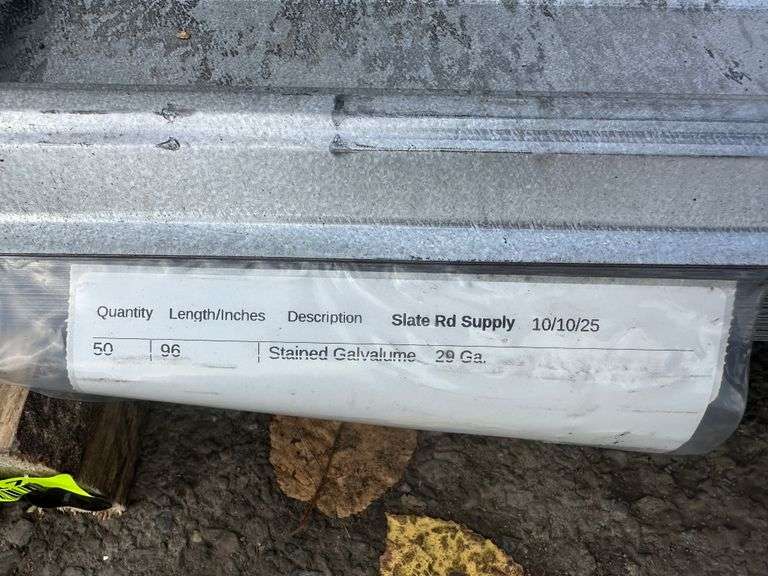 Quantity Length/Inches Description Slate Rd Supply 10/10/25
50 96 Stained Galvalume 29 Ga.